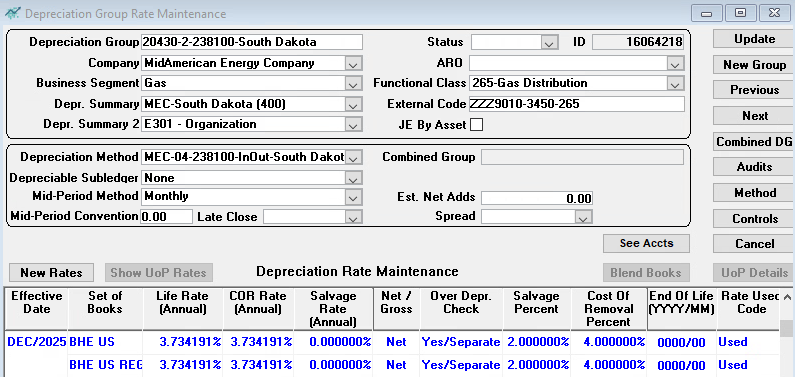 Depreciation Group Rate Maintenance
Depreciation Group 20430-2-238100-South Dakota Status ID 16064218 Update
Company MidAmerican Energy Company ARO New Group
Business Segment Gas Functional Class 265-Gas Distribution Previous
Depr. Summary MEC-South Dakota (400) External Code ZZZ9010-3450-265 Next
Depr. Summary 2 E301 - Organization JE By Asset Combined DG
Depreciation Method MEC-04-238100-InOut-South Dakot Combined Group Audits
Depreciable Subledger None
Mid-Period Method Monthly Est. Net Adds 0.00 Method
Mid-Period Convention 0.00 Late Close Spread Controls
See Accts Cancel
New Rates Show UoP Rates Depreciation Rate Maintenance Blend Books UoP Details
Effective Date Set of Books Life Rate (Annual) COR Rate (Annual) Salvage Rate (Annual) Net / Gross Over Depr. Check Salvage Percent Cost Of Removal Percent End Of Life (YYYY/MM) Rate Used Code
DEC/2025 BHE US 3.734191% 3.734191% 0.000000% Net Yes/Separate 2.000000% 4.000000% 0000/00 Used
BHE US REG 3.734191% 3.734191% 0.000000% Net Yes/Separate 2.000000% 4.000000% 0000/00 Used